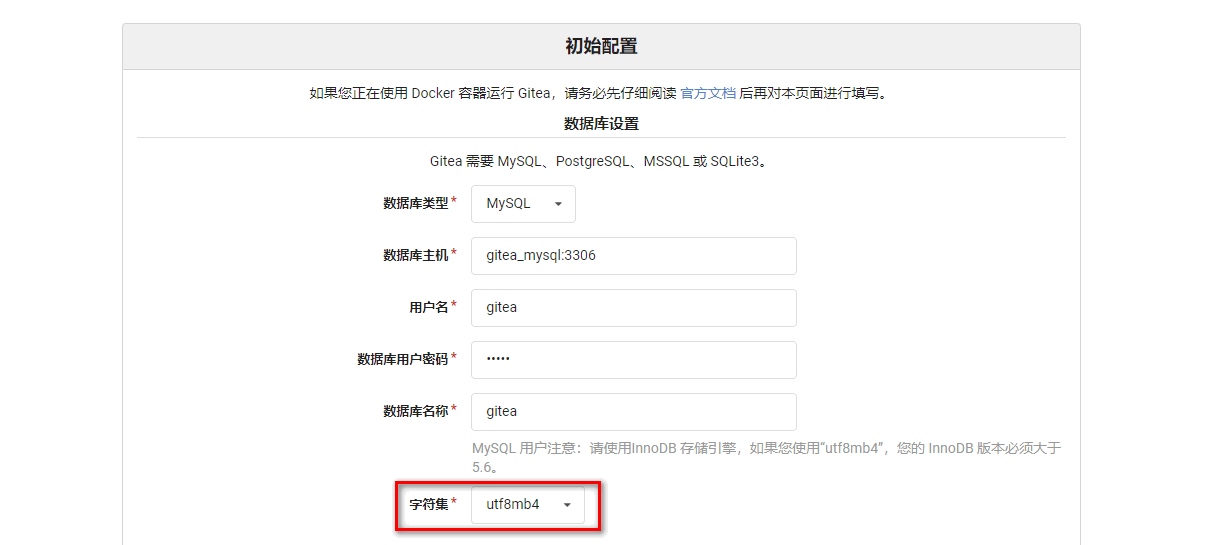 初始配置
如果您正在使用 Docker 容器运行 Gitea，请务必先仔细阅读 官方文档 后再对本页面进行填写。
数据库设置
Gitea 需要 MySQL、PostgreSQL、MSSQL 或 SQLite3。
数据库类型* MySQL
数据库主机* gitea_mysql:3306
用户名* gitea
数据库用户密码* •••••
数据库名称* gitea
MySQL 用户注意：请使用InnoDB 存储引擎，如果您使用“utf8mb4”，您的 InnoDB 版本必须大于
5.6。
字符集* utf8mb4